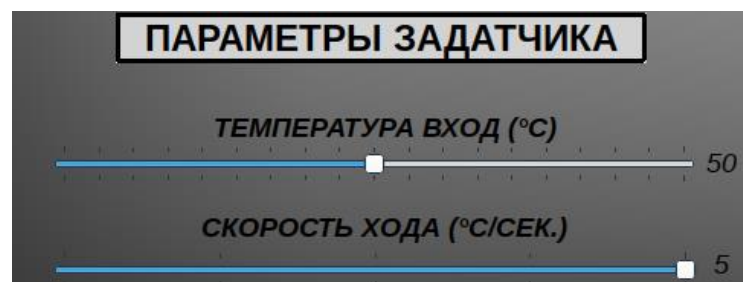 ПАРАМЕТРЫ ЗАДАТЧИКА
ТЕМПЕРАТУРА ВХОД (°С)
50
СКОРОСТЬ ХОДА (°С/СЕК.)
5